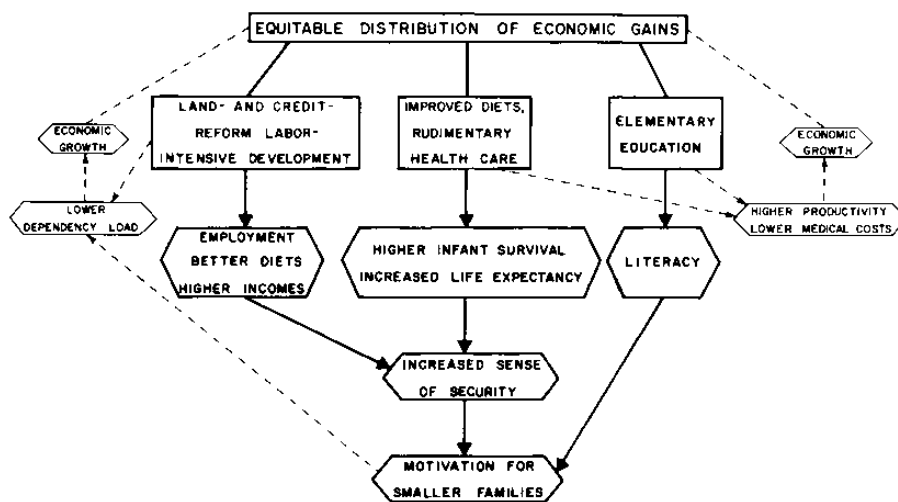 EQUITABLE DISTRIBUTION OF ECONOMIC GAINS
LAND- AND CREDIT-
REFORM LABOR-
INTENSIVE DEVELOPMENT
IMPROVED DIETS,
RUDIMENTARY
HEALTH CARE
ELEMENTARY
EDUCATION
ECONOMIC
GROWTH
ECONOMIC
GROWTH
LOWER
DEPENDENCY LOAD
HIGHER PRODUCTIVITY
LOWER MEDICAL COSTS
EMPLOYMENT
BETTER DIETS
HIGHER INCOMES
HIGHER INFANT SURVIVAL
INCREASED LIFE EXPECTANCY
LITERACY
INCREASED SENSE
OF SECURITY
MOTIVATION FOR
SMALLER FAMILIES